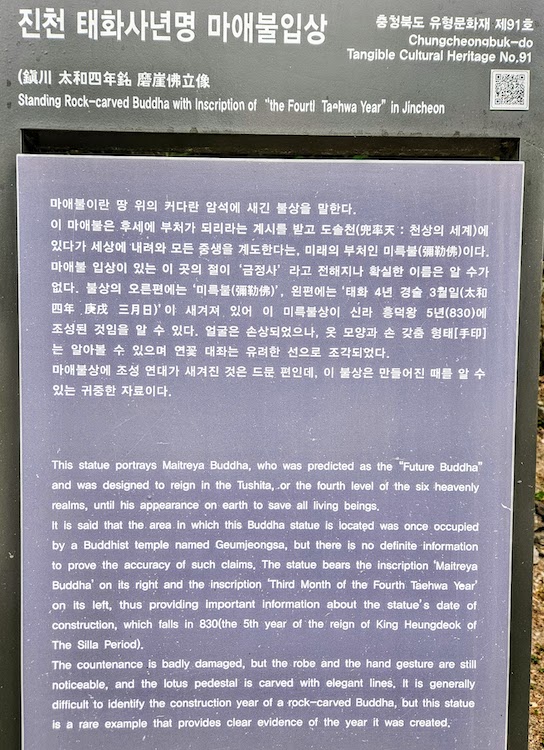 진천 태화사년명 마애불입상
충청북도 유형문화재 제91호
Chungcheongbuk-do
Tangible Cultural Heritage No.91
(鎭川 太和四年銘 磨崖佛立像
Standing Rock-carved Buddha with Inscription of “the Fourth Taehwa Year” in Jincheon
마애불이란 땅 위의 커다란 암석에 새긴 불상을 말한다.
이 마애불은 후세에 부처가 되리라는 계시를 받고 도솔천(兜率天 : 천상의 세계)에
있다가 세상에 내려와 모든 중생을 계도한다는, 미래의 부처인 미륵불(彌勒佛)이다.
마애불 입상이 있는 이 곳의 절이 ‘금정사’ 라고 전해지나 확실한 이름은 알 수가
없다. 불상의 오른편에는 ‘미륵불(彌勒佛)’, 왼편에는 ‘태화 4년 경술 3월일(太和
四年 庚戌 三月日)’이 새겨져 있어 이 미륵불상이 신라 흥덕왕 5년(830)에
조성된 것임을 알 수 있다. 얼굴은 손상되었으나, 옷 모양과 손 갖춤 형태[手印]
는 알아볼 수 있으며 연꽃 대좌는 유려한 선으로 조각되었다.
마애불상에 조성 연대가 새겨진 것은 드문 편인데, 이 불상은 만들어진 때를 알 수
있는 귀중한 자료이다.
This statue portrays Maitreya Buddha, who was predicted as the “Future Buddha”
and was designed to reign in the Tushita, or the fourth level of the six heavenly
realms, until his appearance on earth to save all living beings.
It is said that the area in which this Buddha statue is located was once occupied
by a Buddhist temple named Geumjeongsa, but there is no definite information
to prove the accuracy of such claims. The statue bears the inscription ‘Maitreya
Buddha’ on its right and the inscription ‘Third Month of the Fourth Taehwa Year’
on its left, thus providing important information about the statue’s date of
construction, which falls in 830(the 5th year of the reign of King Heungdeok of
The Silla Period).
The countenance is badly damaged, but the robe and the hand gesture are still
noticeable, and the lotus pedestal is carved with elegant lines. It is generally
difficult to identify the construction year of a rock-carved Buddha, but this statue
is a rare example that provides clear evidence of the year it was created.